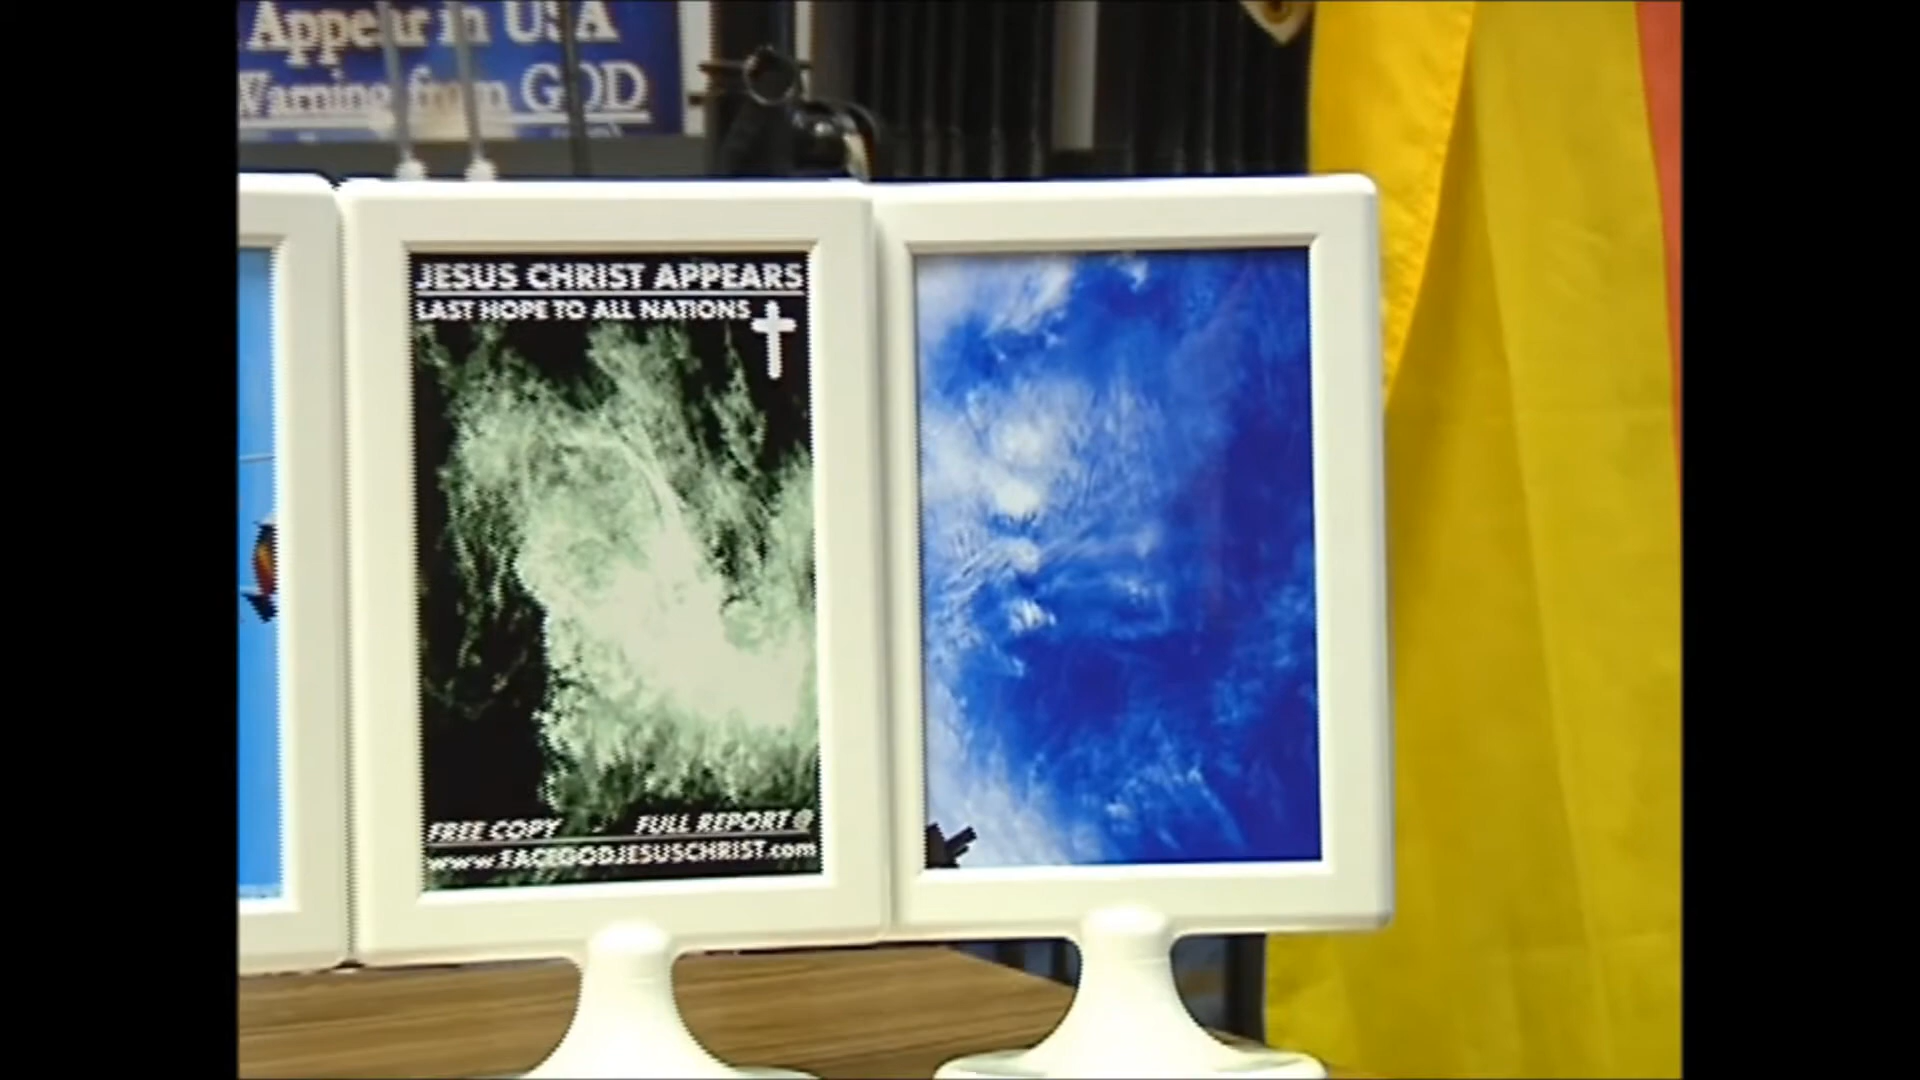 Appear in USA
Warning from GOD
JESUS CHRIST APPEARS
LAST HOPE TO ALL NATIONS
FREE COPY - FULL REPORT @
www.FACEGODJESUSCHRIST.com